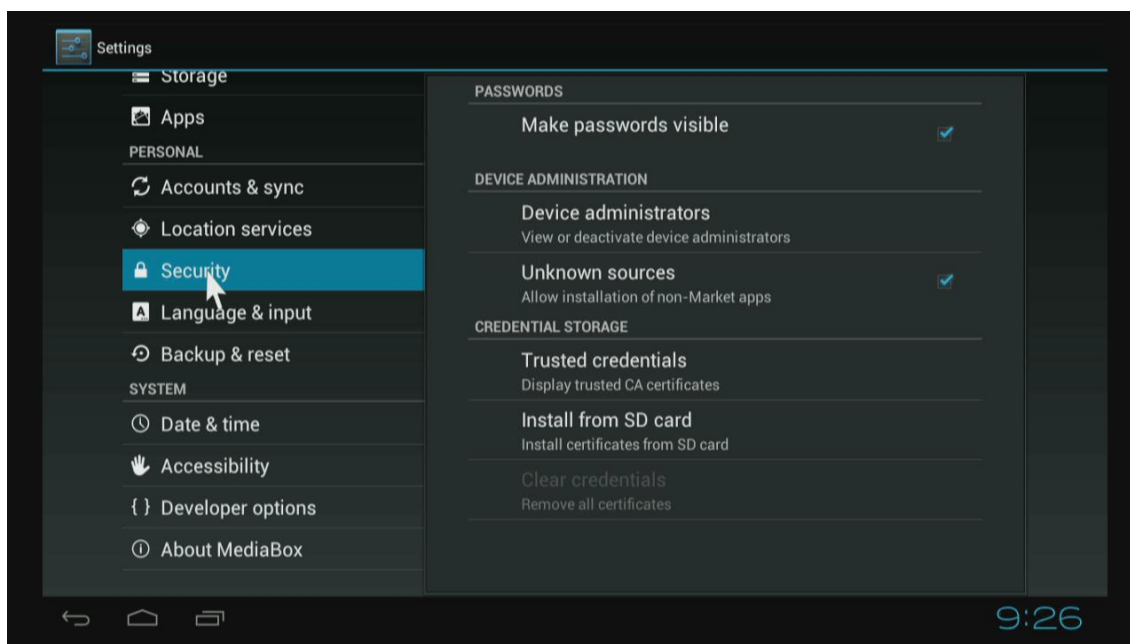 Settings
Storage
Apps
PERSONAL
Accounts & sync
Location services
Security
Language & input
Backup & reset
SYSTEM
Date & time
Accessibility
{ } Developer options
About MediaBox
PASSWORDS
Make passwords visible
DEVICE ADMINISTRATION
Device administrators
View or deactivate device administrators
Unknown sources
Allow installation of non-Market apps
CREDENTIAL STORAGE
Trusted credentials
Display trusted CA certificates
Install from SD card
Install certificates from SD card
Clear credentials
Remove all certificates
9:26